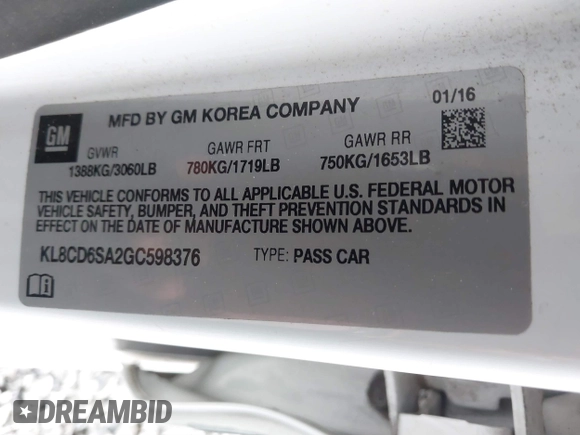 MFD BY GM KOREA COMPANY 01/16
GM
GVWR GAWR FRT GAWR RR
1388KG/3060LB 780KG/1719LB 750KG/1653LB
THIS VEHICLE CONFORMS TO ALL APPLICABLE U.S. FEDERAL MOTOR
VEHICLE SAFETY, BUMPER, AND THEFT PREVENTION STANDARDS IN
EFFECT ON THE DATE OF MANUFACTURE SHOWN ABOVE.
KL8CD6SA2GC598376 TYPE: PASS CAR
DREAMBID